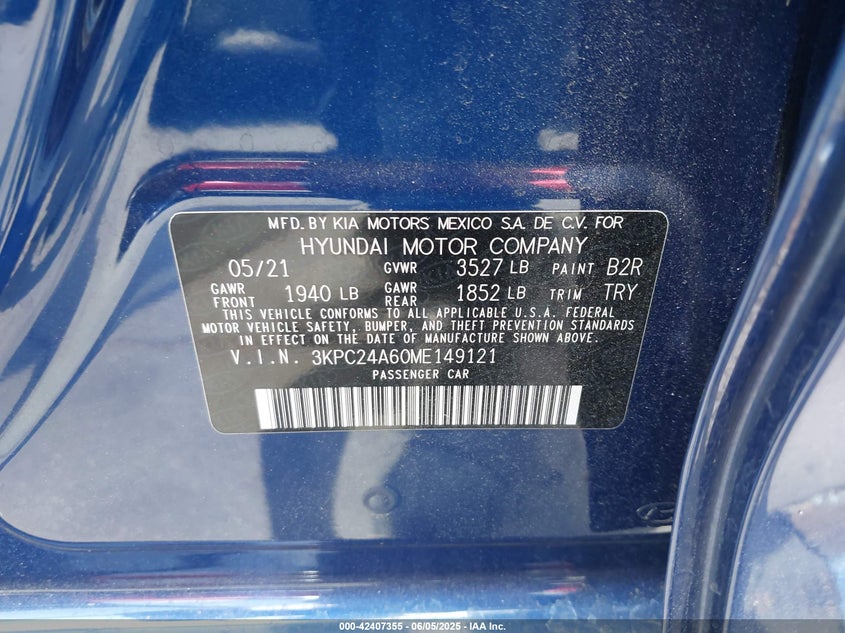 MFD. BY KIA MOTORS MEXICO S.A. DE C.V. FOR
HYUNDAI MOTOR COMPANY
05/21 GVWR 3527 LB PAINT B2R
GAWR FRONT 1940 LB GAWR REAR 1852 LB TRIM TRY
THIS VEHICLE CONFORMS TO ALL APPLICABLE U.S.A. FEDERAL
MOTOR VEHICLE SAFETY, BUMPER, AND THEFT PREVENTION STANDARDS
IN EFFECT ON THE DATE OF MANUFACTURE SHOWN ABOVE.
V.I.N. 3KPC24A60ME149121
PASSENGER CAR
000-42407355 - 06/05/2025 - IAA Inc.